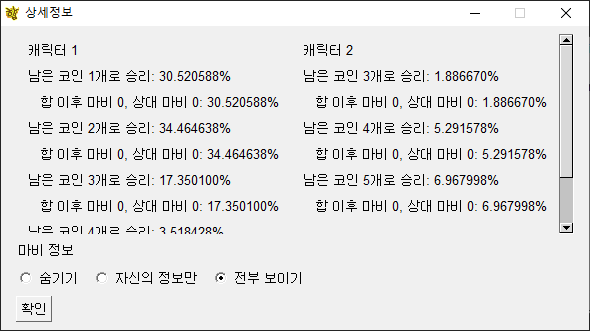 상세정보
캐릭터 1
남은 코인 1개로 승리: 30.520588%
합 이후 마비 0, 상대 마비 0: 30.520588%
남은 코인 2개로 승리: 34.464638%
합 이후 마비 0, 상대 마비 0: 34.464638%
남은 코인 3개로 승리: 17.350100%
합 이후 마비 0, 상대 마비 0: 17.350100%
남은 코인 4개로 승리: 3.518428%
캐릭터 2
남은 코인 3개로 승리: 1.886670%
합 이후 마비 0, 상대 마비 0: 1.886670%
남은 코인 4개로 승리: 5.291578%
합 이후 마비 0, 상대 마비 0: 5.291578%
남은 코인 5개로 승리: 6.967998%
합 이후 마비 0, 상대 마비 0: 6.967998%
마비 정보
숨기기 자신의 정보만 전부 보이기
확인